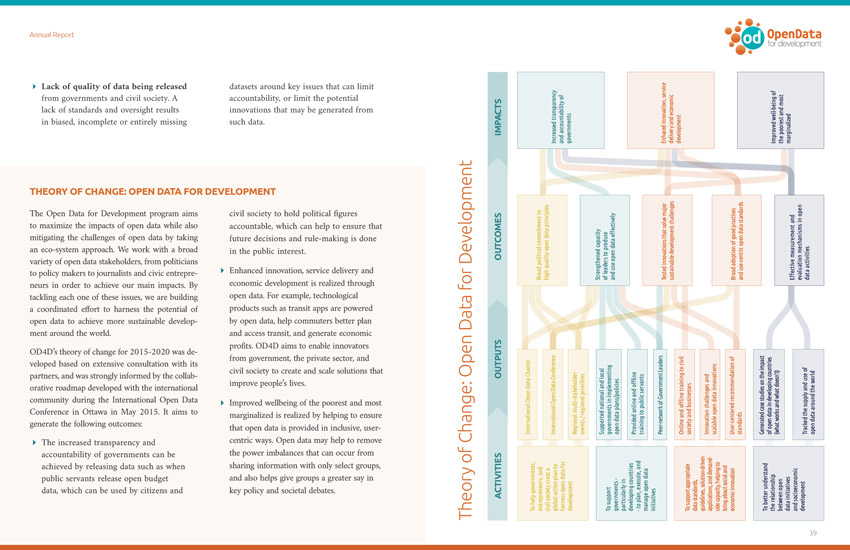 Annual Report
od OpenData
for development
Lack of quality of data being released
from governments and civil society. A
lack of standards and oversight results
in biased, incomplete or entirely missing
datasets around key issues that can limit
accountability, or limit the potential
innovations that may be generated from
such data.
THEORY OF CHANGE: OPEN DATA FOR DEVELOPMENT
The Open Data for Development program aims
to maximize the impacts of open data while also
mitigating the challenges of open data by taking
an eco-system approach. We work with a broad
variety of open data stakeholders, from politicians
to policy makers to journalists and civic entrepre-
neurs in order to achieve our main impacts. By
tackling each one of these issues, we are building
a coordinated effort to harness the potential of
open data to achieve more sustainable develop-
ment around the world.
OD4D's theory of change for 2015-2020 was de-
veloped based on extensive consultation with its
partners, and was strongly informed by the collab-
orative roadmap developed with the international
community during the International Open Data
Conference in Ottawa in May 2015. It aims to
generate the following outcomes:
The increased transparency and
accountability of governments can be
achieved by releasing data such as when
public servants release open budget
data, which can be used by citizens and
civil society to hold political figures
accountable, which can help to ensure that
future decisions and rule-making is done
in the public interest.
Enhanced innovation, service delivery and
economic development is realized through
open data. For example, technological
products such as transit apps are powered
by open data, help commuters better plan
and access transit, and generate economic
profits. OD4D aims to enable innovators
from government, the private sector, and
civil society to create and scale solutions that
improve people's lives.
Improved wellbeing of the poorest and most
marginalized is realized by helping to ensure
that open data is provided in inclusive, user-
centric ways. Open data may help to remedy
the power imbalances that can occur from
sharing information with only select groups,
and also helps give groups a greater say in
key policy and societal debates.
Theory of Change: Open Data for Development
IMPACTS
Increased transparency
and accountability of
governments
Enhaced innovation, service
delivery and economic
development
Improved well-being of
the poorest and most
marginalized
OUTCOMES
Broad political commitment to
high quality open data principles
Strengthened capacity
of leaders to produce
and use open data effectively
Tested innovations that solve major
sustainable development challenges
Broad adoption of good practices
and use-centric open data standards
Effective measurement and
evaluation mechanisms in open
data activities
OUTPUTS
International Open Data Charter
International Open Data Conference
Regional multi-stakeholder
events / regional priorities
Supported national and local
governments in implementing
open data plans/policies
Provided online and offline
training to public servants
Peer-network of Government Leaders
Online and offline training to civil
society and businesses
Innovation challenges and
scalable open data innovations
User-centered recommendation of
standards
Generated case studies on the impact
of open data in developing countries
(what works and what doesn't)
Tracked the supply and use of
open data around the world
ACTIVITIES
To help governments,
entrepreneurs, and
civil society create a
global action plan to
harness open data for
development
To support
governments -
particularly in
developing countries
- to plan, execute, and
manage open data
initiatives
To support appropriate
data standards,
guidelines, solution-driven
applications, and demand-
side capacity, helping to
bring about social and
economic innovation
To better understand
the relationship
between open
data initiatives
and socioeconomic
development
39